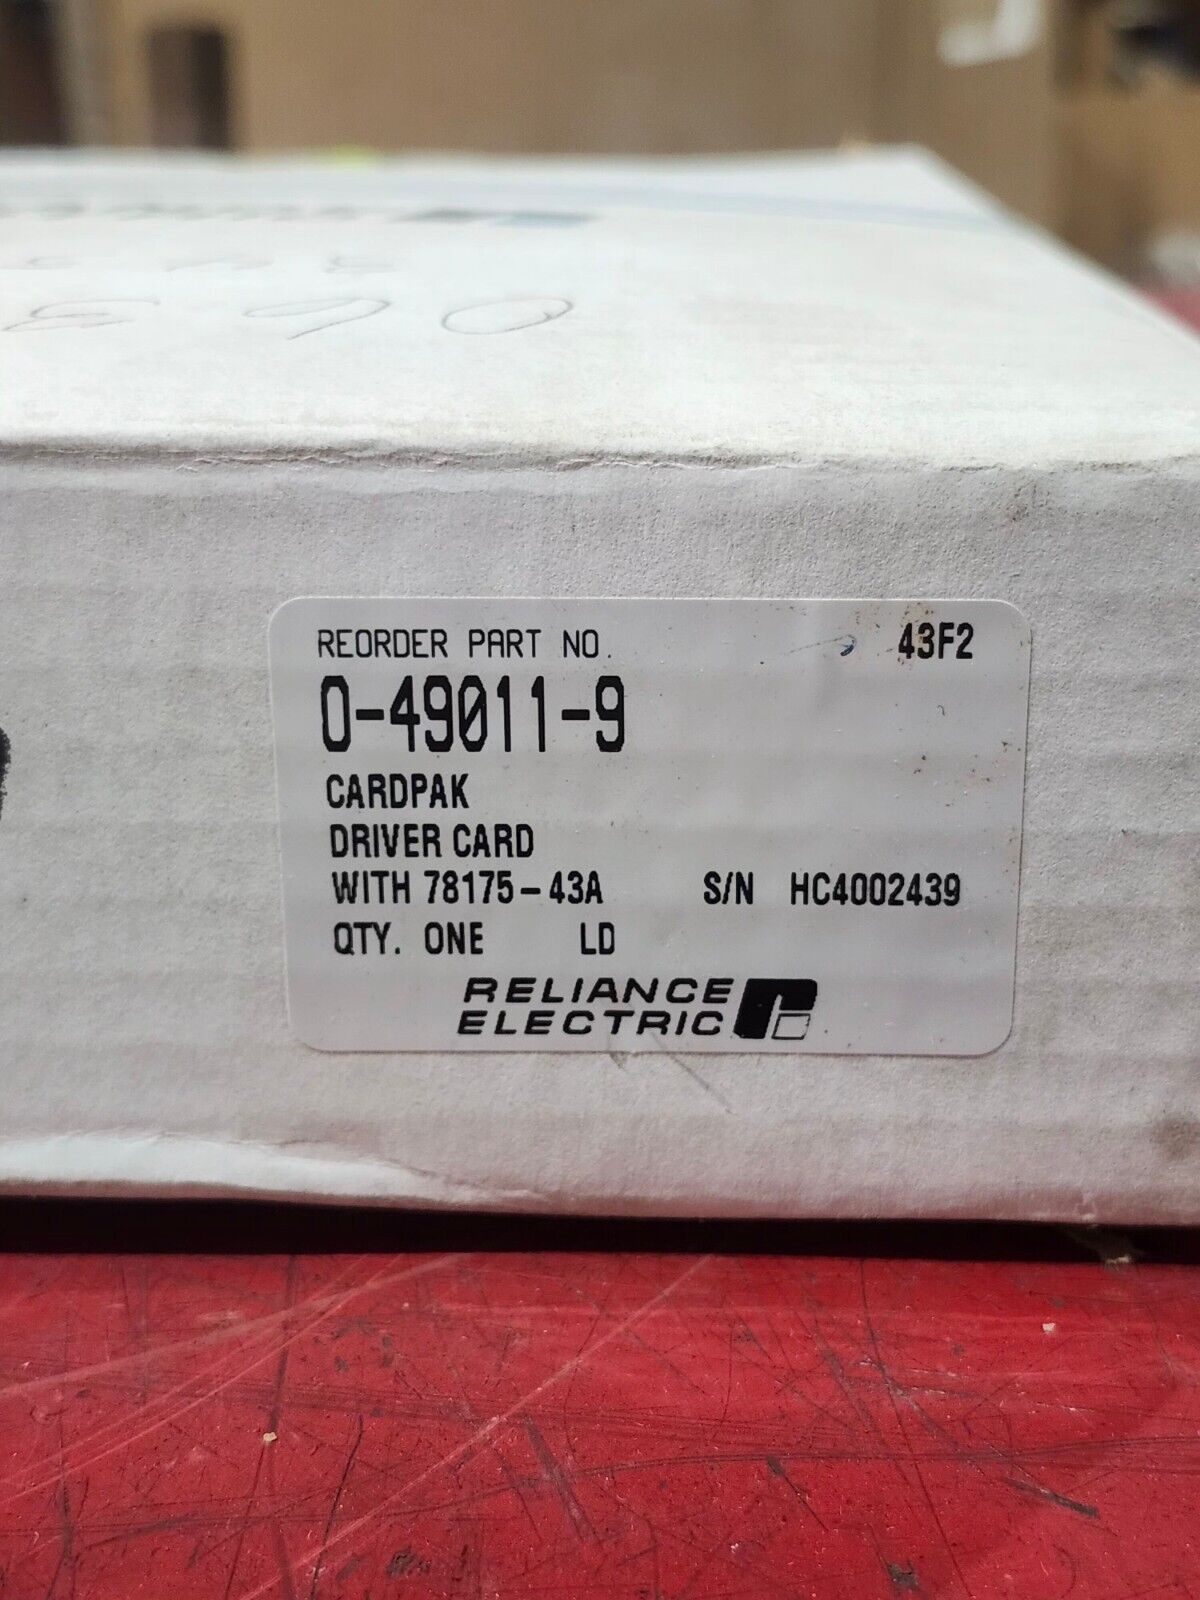 REORDER PART NO. 43F2
0-49011-9
CARDPAK
DRIVER CARD
WITH 78175-43A S/N HC4002439
QTY. ONE LD
RELIANCE
ELECTRIC